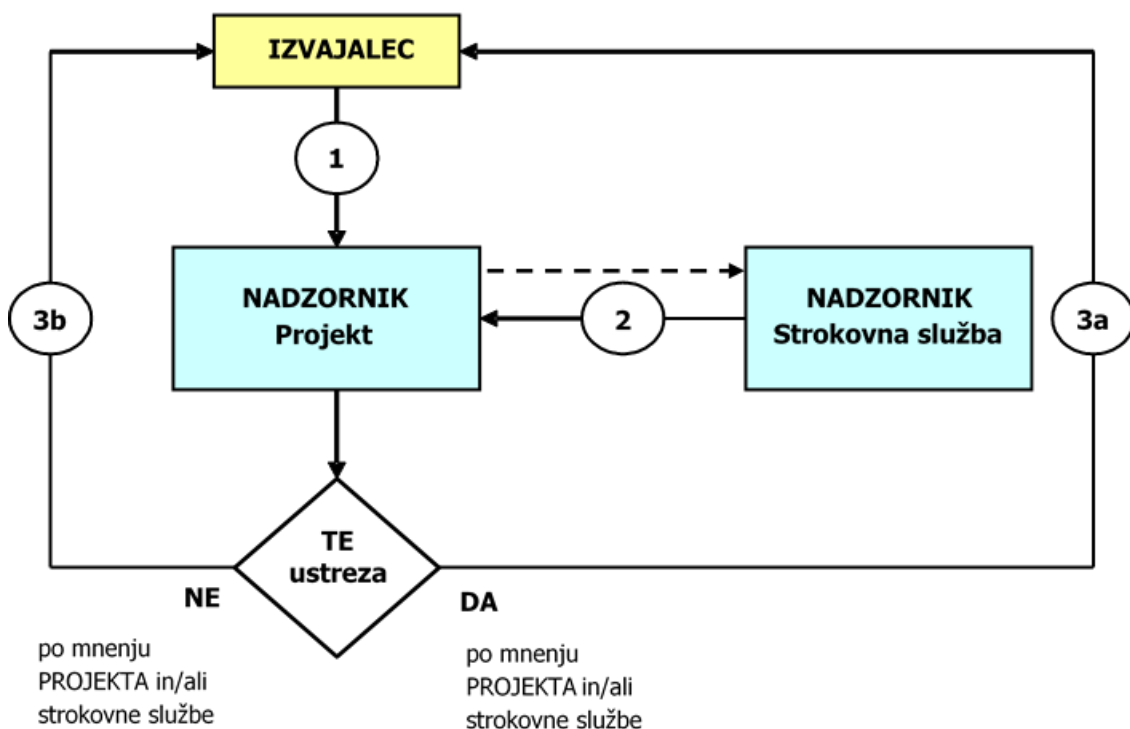 IZVAJALEC
1
NADZORNIK
Projekt
NADZORNIK
Strokovna služba
3b
2
3a
TE
ustreza
NE
DA
po mnenju
PROJEKTA in/ali
strokovne službe
po mnenju
PROJEKTA in/ali
strokovne službe